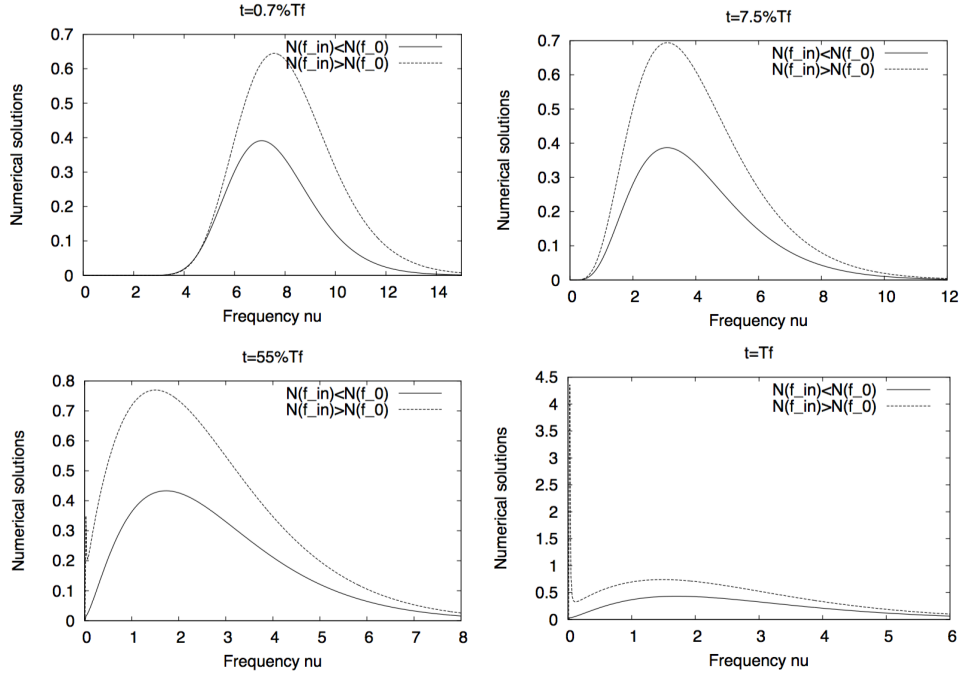 t=0.7%Tf
N(f_in)<N(f_0)
N(f_in)>N(f_0)
0.7
0.6
0.5
0.4
0.3
0.2
0.1
0
0 2 4 6 8 10 12 14
Numerical solutions
Frequency nu
t=7.5%Tf
N(f_in)<N(f_0)
N(f_in)>N(f_0)
0.7
0.6
0.5
0.4
0.3
0.2
0.1
0
0 2 4 6 8 10 12
Numerical solutions
Frequency nu
t=55%Tf
N(f_in)<N(f_0)
N(f_in)>N(f_0)
0.8
0.7
0.6
0.5
0.4
0.3
0.2
0.1
0
0 1 2 3 4 5 6 7 8
Numerical solutions
Frequency nu
t=Tf
N(f_in)<N(f_0)
N(f_in)>N(f_0)
4.5
4
3.5
3
2.5
2
1.5
1
0.5
0
0 1 2 3 4 5 6
Numerical solutions
Frequency nu